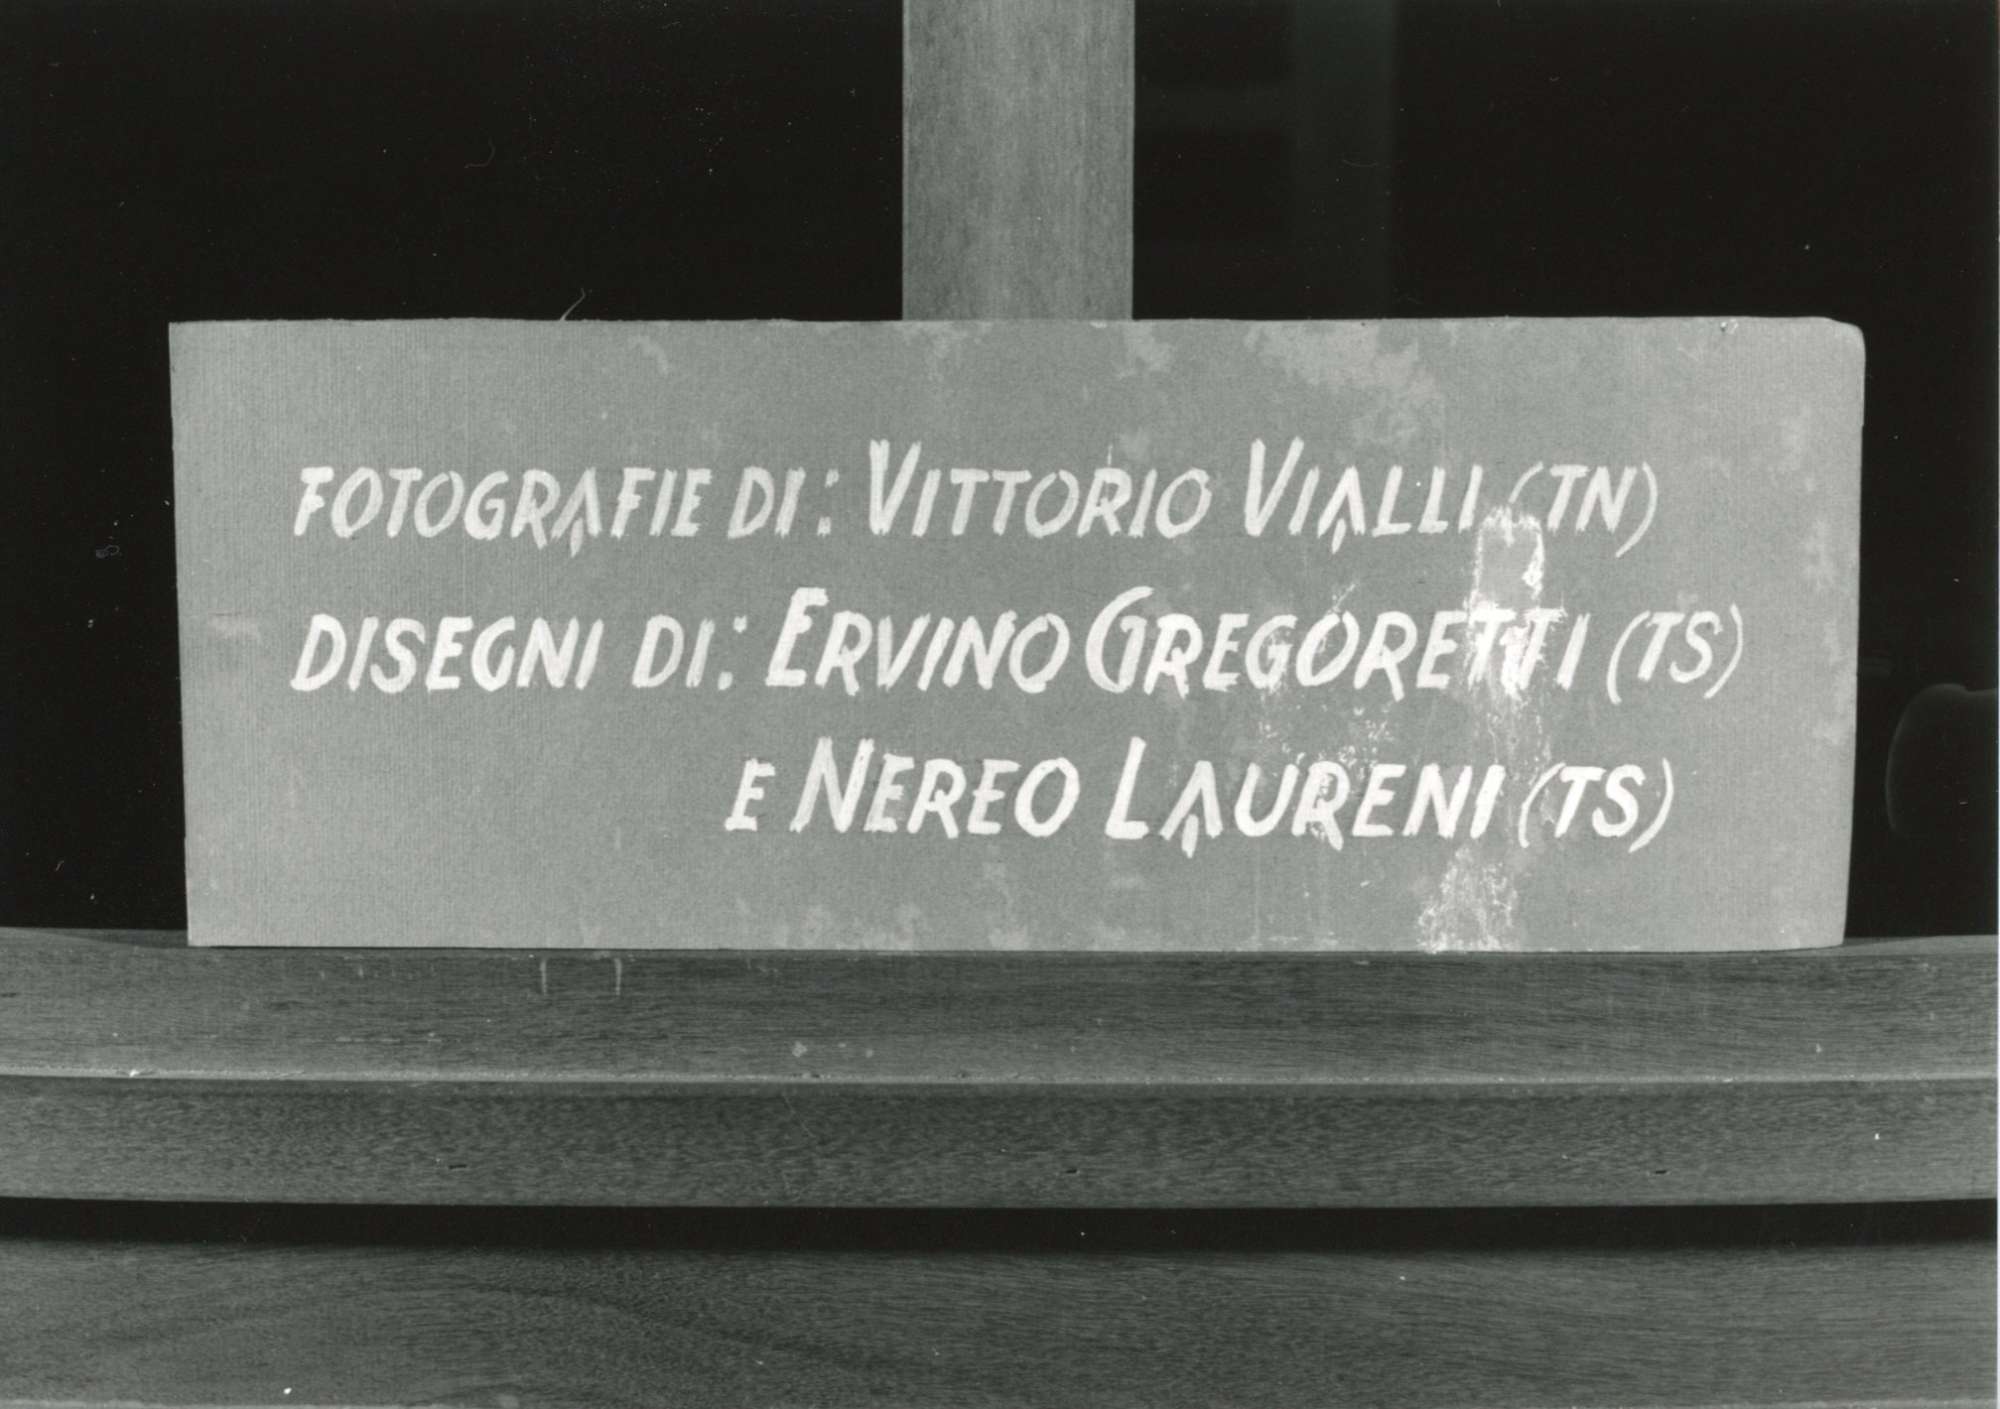 FOTOGRAFIE DI: VITTORIO VIALLI (TN)
DISEGNI DI: ERVINO GREGORETTI (TS)
E NEREO LAURENI (TS)